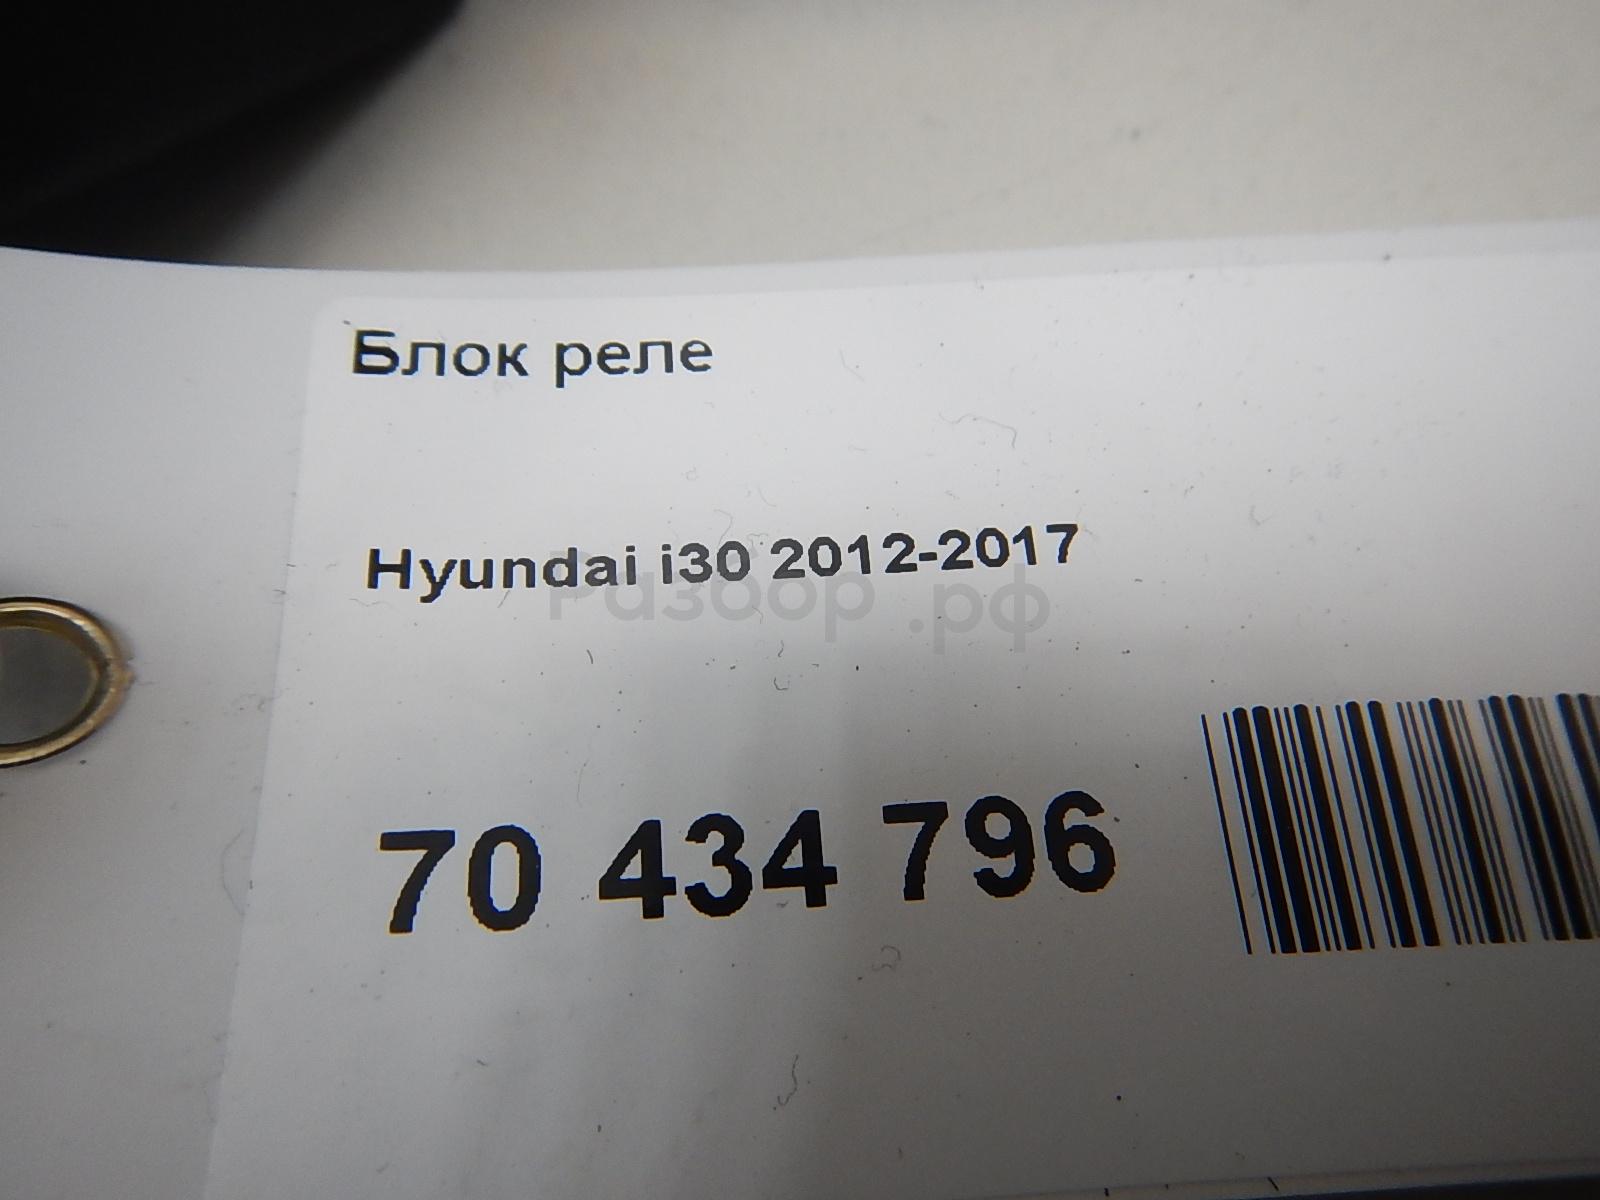 Блок реле
Hyundai i30 2012-2017
Разбор.рф
70 434 796